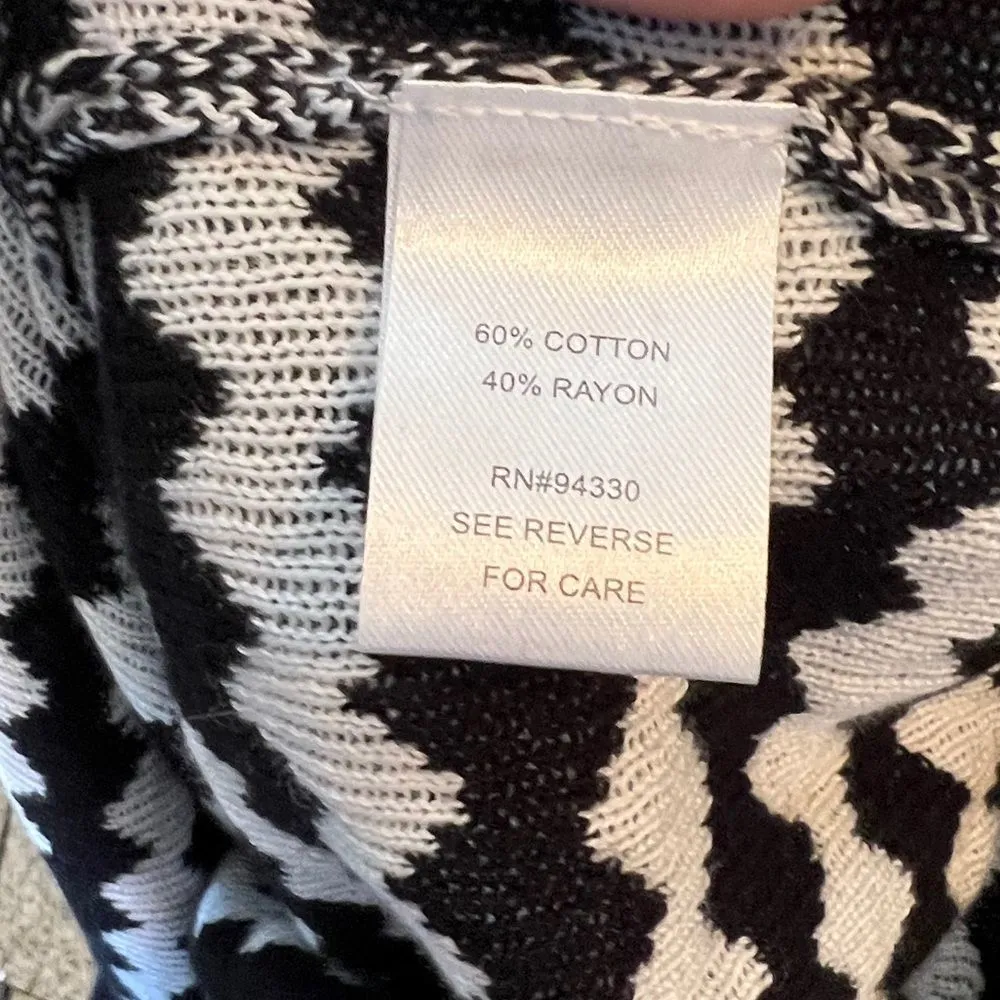 60% COTTON
40% RAYON
RN#94330
SEE REVERSE
FOR CARE